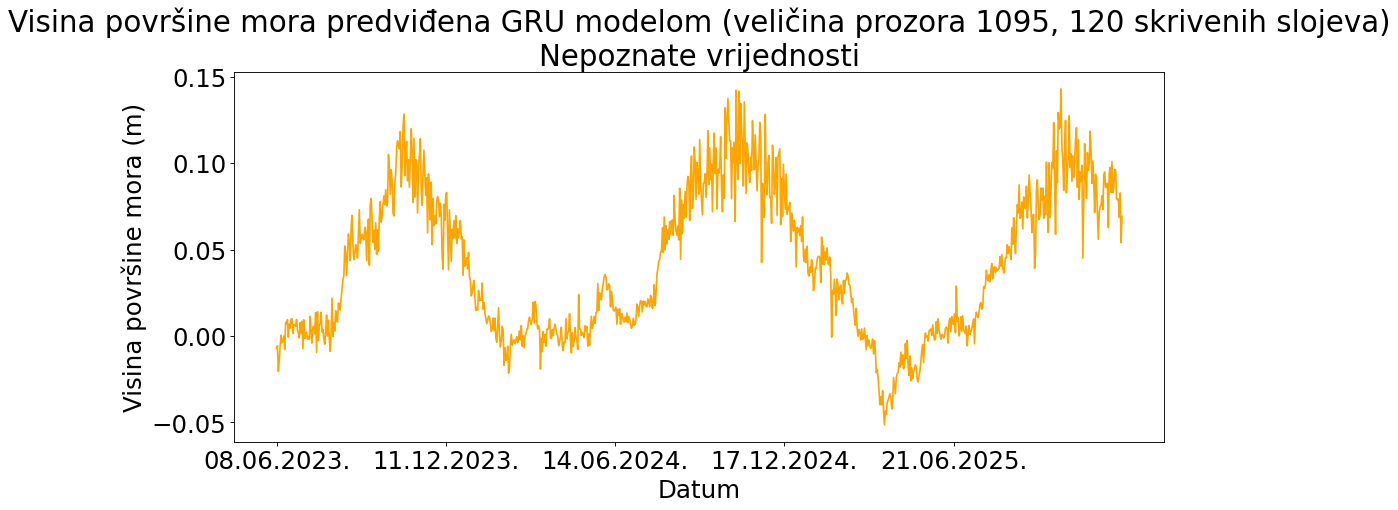 Visina površine mora predviđena GRU modelom (veličina prozora 1095, 120 skrivenih slojeva)
Nepoznate vrijednosti
Visina površine mora (m)
0.15
0.10
0.05
0.00
−0.05
08.06.2023. 11.12.2023. 14.06.2024. 17.12.2024. 21.06.2025.
Datum